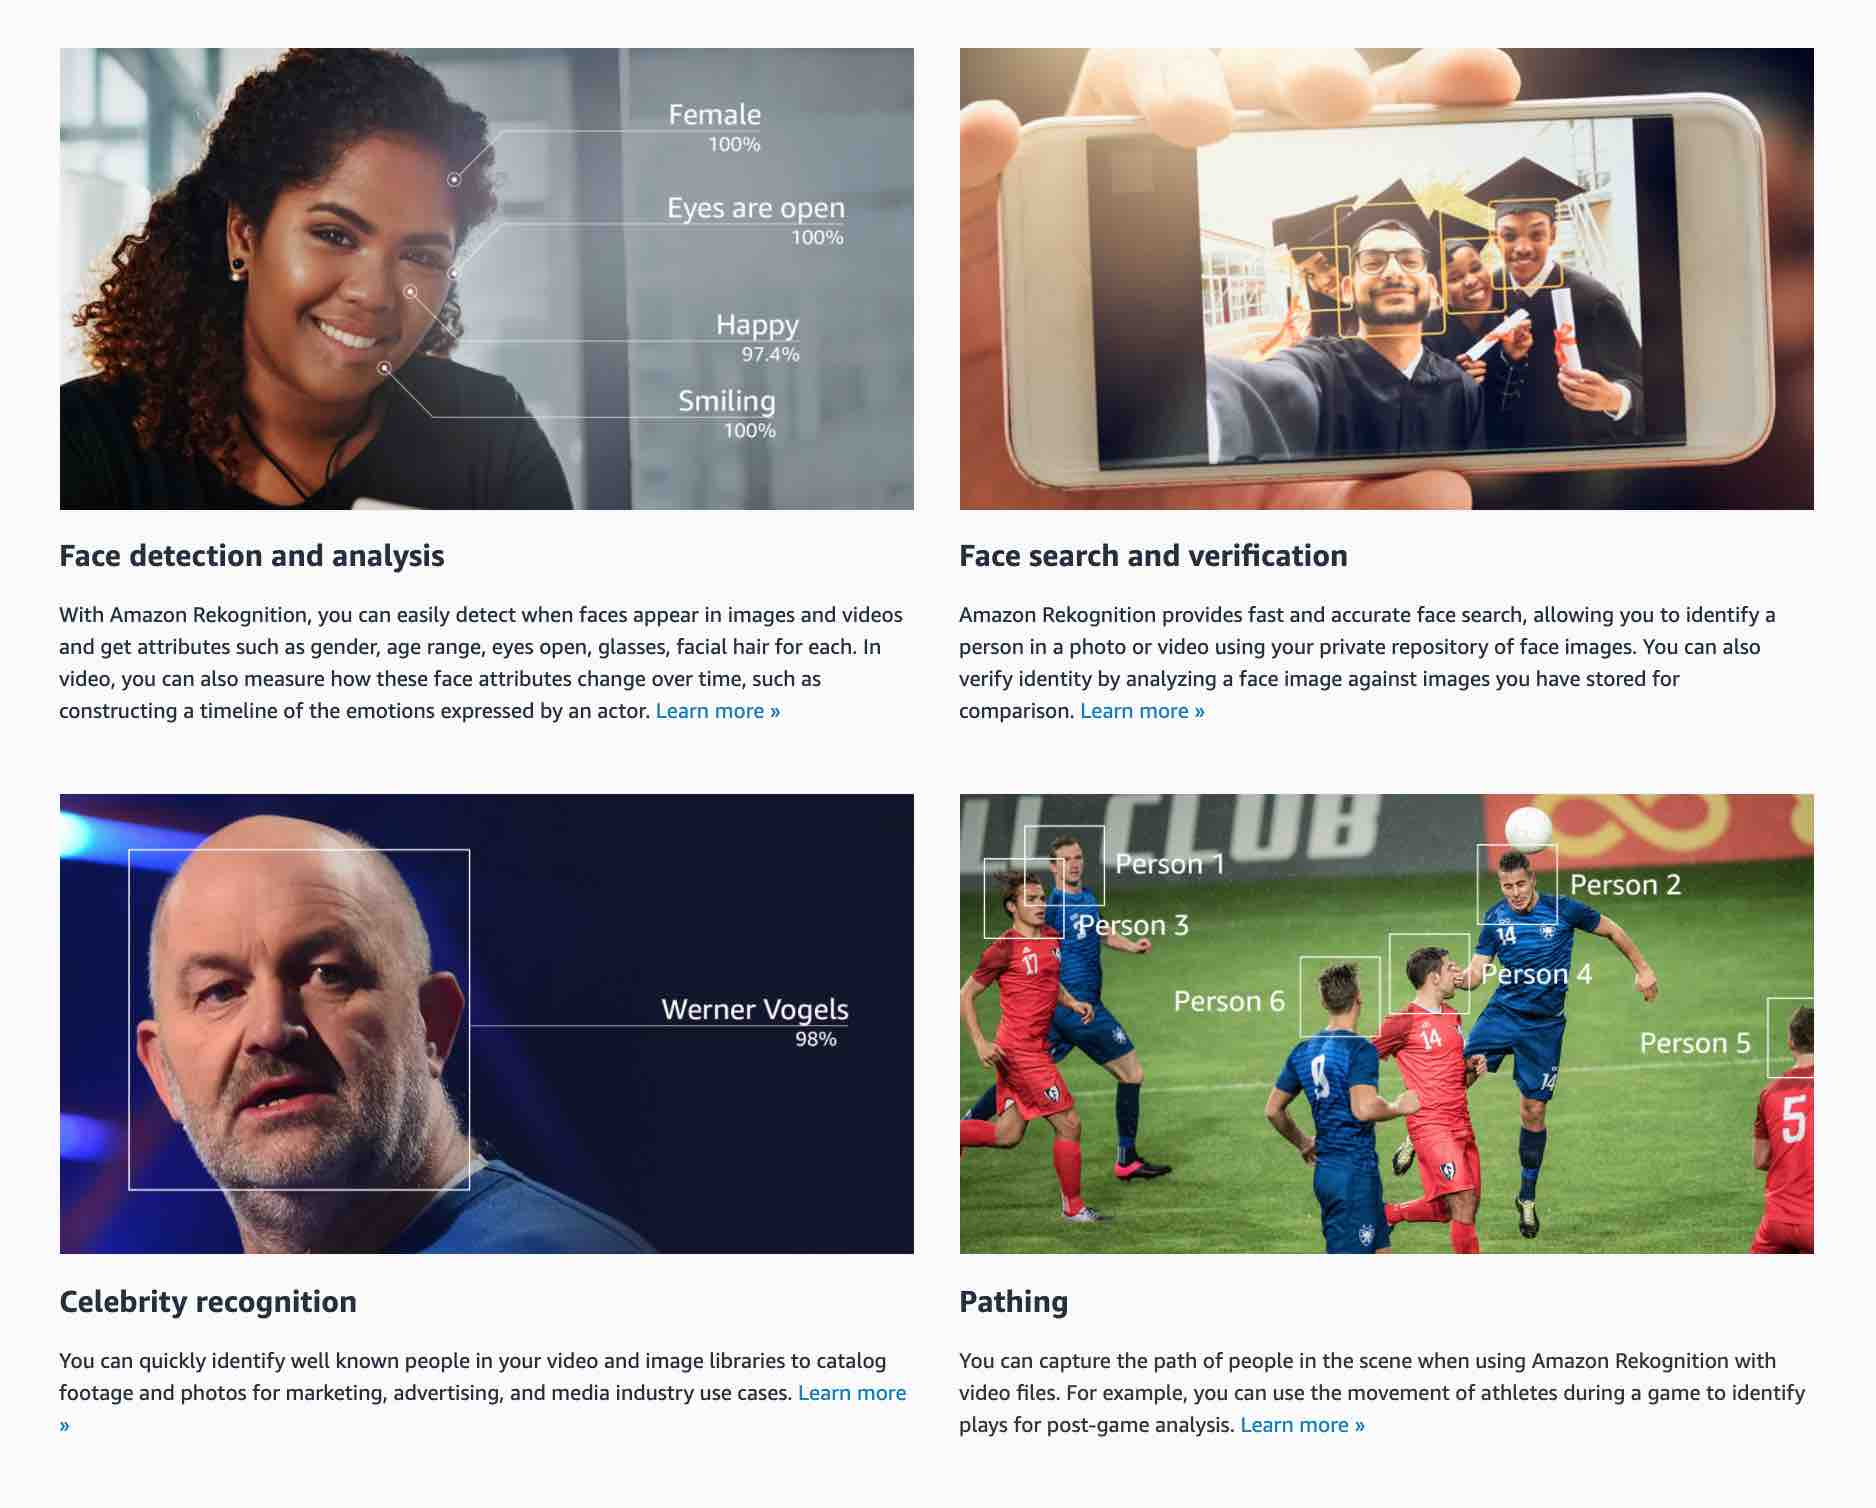 Female
100%
Eyes are open
100%
Happy
97.4%
Smiling
100%
Face detection and analysis
With Amazon Rekognition, you can easily detect when faces appear in images and videos
and get attributes such as gender, age range, eyes open, glasses, facial hair for each. In
video, you can also measure how these face attributes change over time, such as
constructing a timeline of the emotions expressed by an actor. Learn more »
Face search and verification
Amazon Rekognition provides fast and accurate face search, allowing you to identify a
person in a photo or video using your private repository of face images. You can also
verify identity by analyzing a face image against images you have stored for
comparison. Learn more »
Werner Vogels
98%
Celebrity recognition
You can quickly identify well known people in your video and image libraries to catalog
footage and photos for marketing, advertising, and media industry use cases. Learn more
»
CLUB
Person 1
Person 2
Person 3
Person 4
Person 6
Person 5
17
14
14
14
9
5
Pathing
You can capture the path of people in the scene when using Amazon Rekognition with
video files. For example, you can use the movement of athletes during a game to identify
plays for post-game analysis. Learn more »